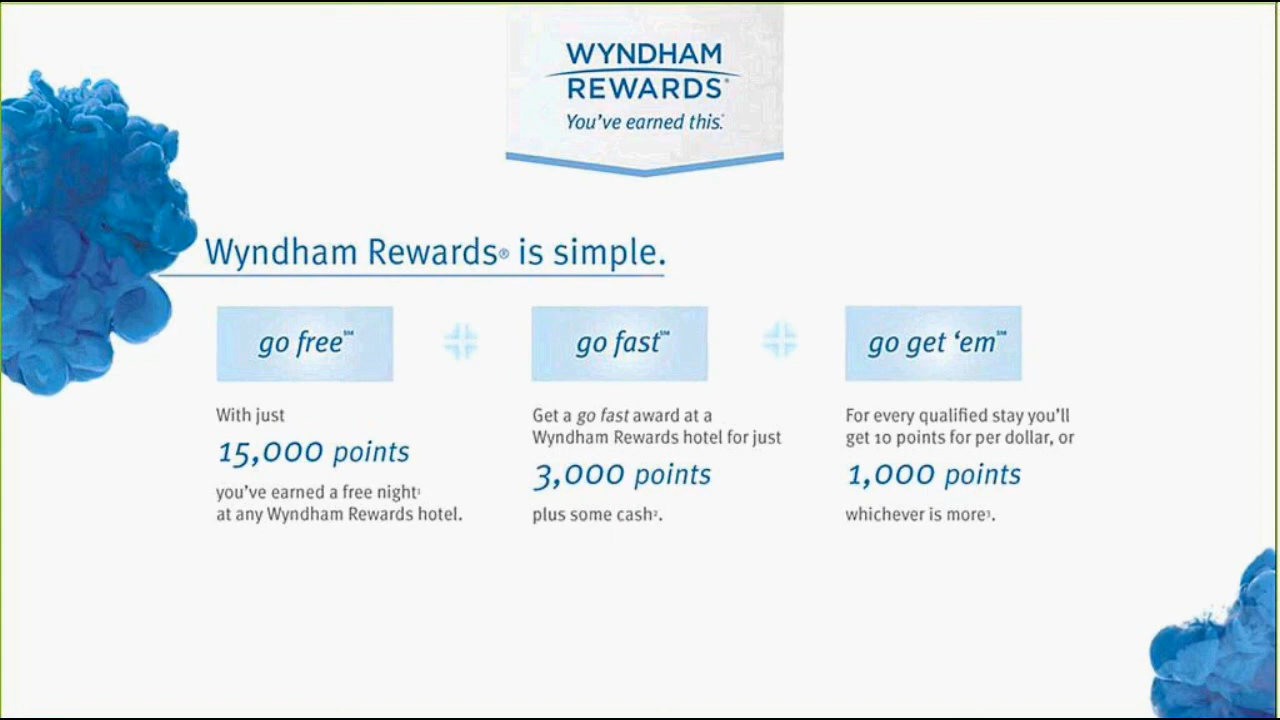 WYNDHAM
REWARDS®
You've earned this.
Wyndham Rewards® is simple.
go free℠
go fast℠
go get ‘em℠
With just
15,000 points
you've earned a free night¹
at any Wyndham Rewards hotel.
Get a go fast award at a
Wyndham Rewards hotel for just
3,000 points
plus some cash².
For every qualified stay you'll
get 10 points for per dollar, or
1,000 points
whichever is more³.